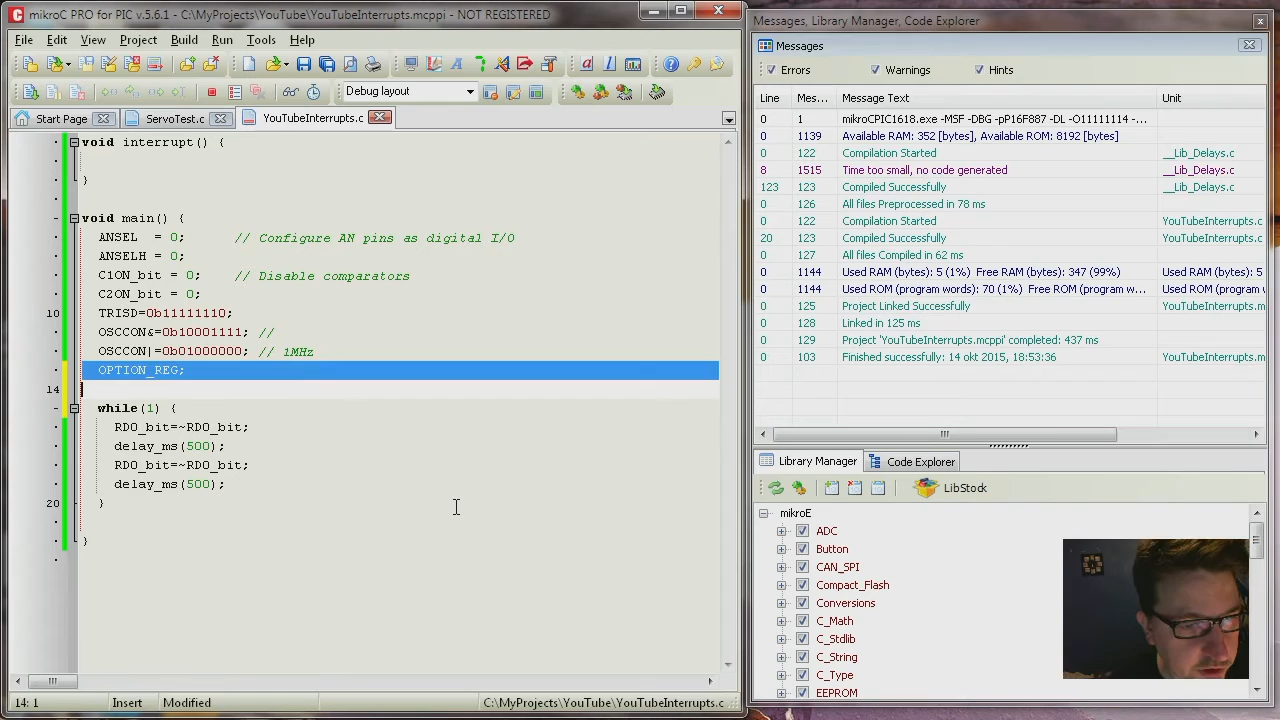 mikroC PRO for PIC v.5.6.1 - C:\MyProjects\YouTube\YouTubeInterrupts.mcppi - NOT REGISTERED
File Edit View Project Build Run Tools Help
Debug layout
Start Page ServoTest.c YouTubeInterrupts.c
void interrupt() {
}
void main() {
ANSEL  = 0;      // Configure AN pins as digital I/O
ANSELH = 0;
C1ON_bit = 0;    // Disable comparators
C2ON_bit = 0;
10 TRISD=0b11111110;
OSCCON&=0b10001111; //
OSCCON|=0b01000000; // 1MHz
OPTION_REG;
14
while(1) {
RD0_bit=~RD0_bit;
delay_ms(500);
RD0_bit=~RD0_bit;
delay_ms(500);
20 }
}
14: 1 Insert Modified C:\MyProjects\YouTube\YouTubeInterrupts.c
Messages, Library Manager, Code Explorer
Messages
Errors Warnings Hints
Line Mes... Message Text Unit
0 1 mikroCPIC1618.exe -MSF -DBG -pP16F887 -DL -O11111114 -...
0 1139 Available RAM: 352 [bytes], Available ROM: 8192 [bytes]
0 122 Compilation Started __Lib_Delays.c
8 1515 Time too small, no code generated __Lib_Delays.c
123 123 Compiled Successfully __Lib_Delays.c
0 126 All files Preprocessed in 78 ms
0 122 Compilation Started YouTubeInterrupts.c
20 123 Compiled Successfully YouTubeInterrupts.c
0 127 All files Compiled in 62 ms
0 1144 Used RAM (bytes): 5 (1%) Free RAM (bytes): 347 (99%) Used RAM (bytes): 5
0 1144 Used ROM (program words): 70 (1%) Free ROM (program w... Used ROM (progra
0 125 Project Linked Successfully YouTubeInterrupts.m
0 128 Linked in 125 ms
0 129 Project 'YouTubeInterrupts.mcppi' completed: 437 ms
0 103 Finished successfully: 14 okt 2015, 18:53:36 YouTubeInterrupts.m
Library Manager Code Explorer
LibStock
mikroE
ADC
Button
CAN_SPI
Compact_Flash
Conversions
C_Math
C_Stdlib
C_String
C_Type
EEPROM